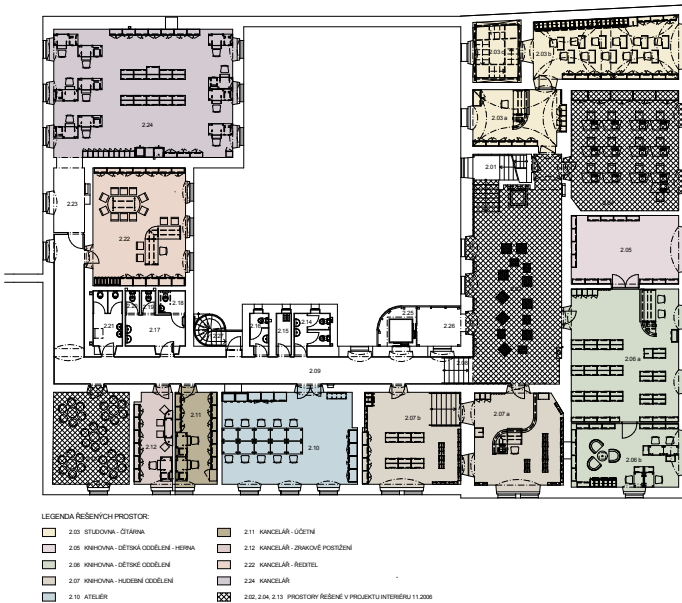 2.03 c
2.03 b
2.03 a
2.24
2.01
2.23
2.22
2.05
2.18
2.21
2.17
2.16
2.15
2.14
2.25
2.26
2.06 a
2.09
2.11
2.12
2.10
2.07 b
2.07 a
2.06 b
LEGENDA ŘEŠENÝCH PROSTOR:
2.03 STUDOVNA - ČÍTÁRNA
2.05 KNIHOVNA - DĚTSKÁ ODDĚLENÍ - HERNA
2.06 KNIHOVNA - DĚTSKÉ ODDĚLENÍ
2.07 KNIHOVNA - HUDEBNÍ ODDĚLENÍ
2.10 ATELIÉR
2.11 KANCELÁŘ - ÚČETNÍ
2.12 KANCELÁŘ - ZRAKOVĚ POSTIŽENÍ
2.22 KANCELÁŘ - ŘEDITEL
2.24 KANCELÁŘ
2.02, 2.04, 2.13 PROSTORY ŘEŠENÉ V PROJEKTU INTERIÉRU 11.2006